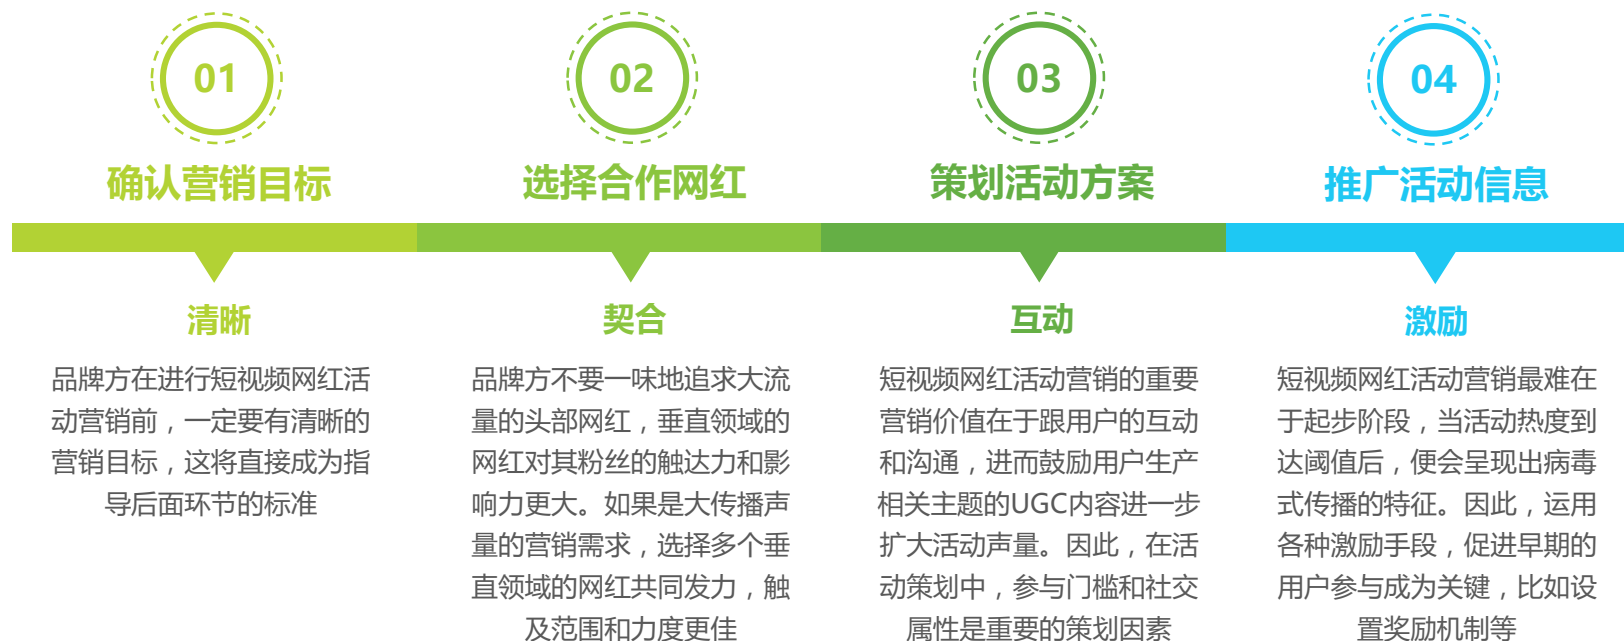 01
确认营销目标
清晰
品牌方在进行短视频网红活
动营销前，一定要有清晰的
营销目标，这将直接成为指
导后面环节的标准
02
选择合作网红
契合
品牌方不要一味地追求大流
量的头部网红，垂直领域的
网红对其粉丝的触达力和影
响力更大。如果是大传播声
量的营销需求，选择多个垂
直领域的网红共同发力，触
及范围和力度更佳
03
策划活动方案
互动
短视频网红活动营销的重要
营销价值在于跟用户的互动
和沟通，进而鼓励用户生产
相关主题的UGC内容进一步
扩大活动声量。因此，在活
动策划中，参与门槛和社交
属性是重要的策划因素
04
推广活动信息
激励
短视频网红活动营销最难在
于起步阶段，当活动热度到
达阈值后，便会呈现出病毒
式传播的特征。因此，运用
各种激励手段，促进早期的
用户参与成为关键，比如设
置奖励机制等